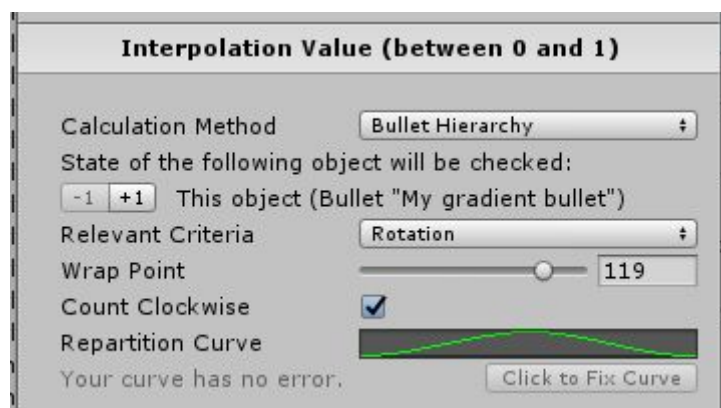 Interpolation Value (between 0 and 1)
Calculation Method Bullet Hierarchy
State of the following object will be checked:
-1 +1 This object (Bullet "My gradient bullet")
Relevant Criteria Rotation
Wrap Point 119
Count Clockwise
Repartition Curve
Your curve has no error. Click to Fix Curve